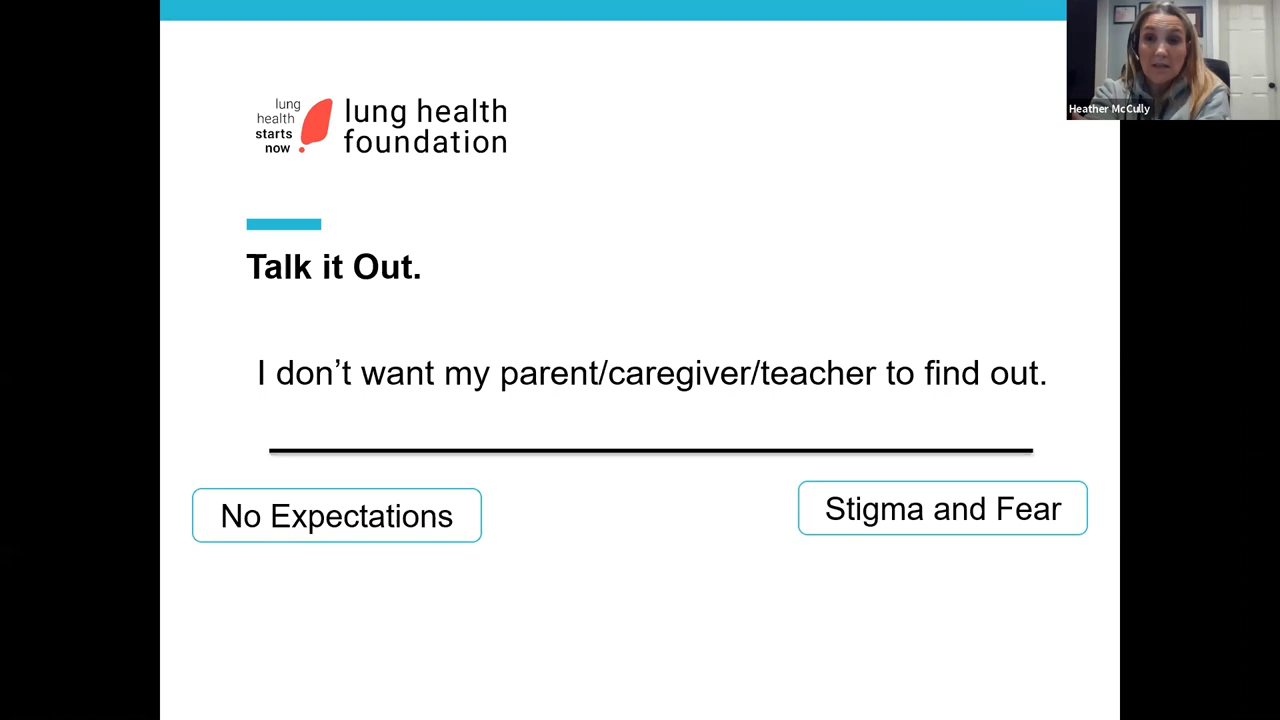 lung
health
starts
now
lung health
foundation
Heather McCully
Talk it Out.
I don’t want my parent/caregiver/teacher to find out.
No Expectations
Stigma and Fear